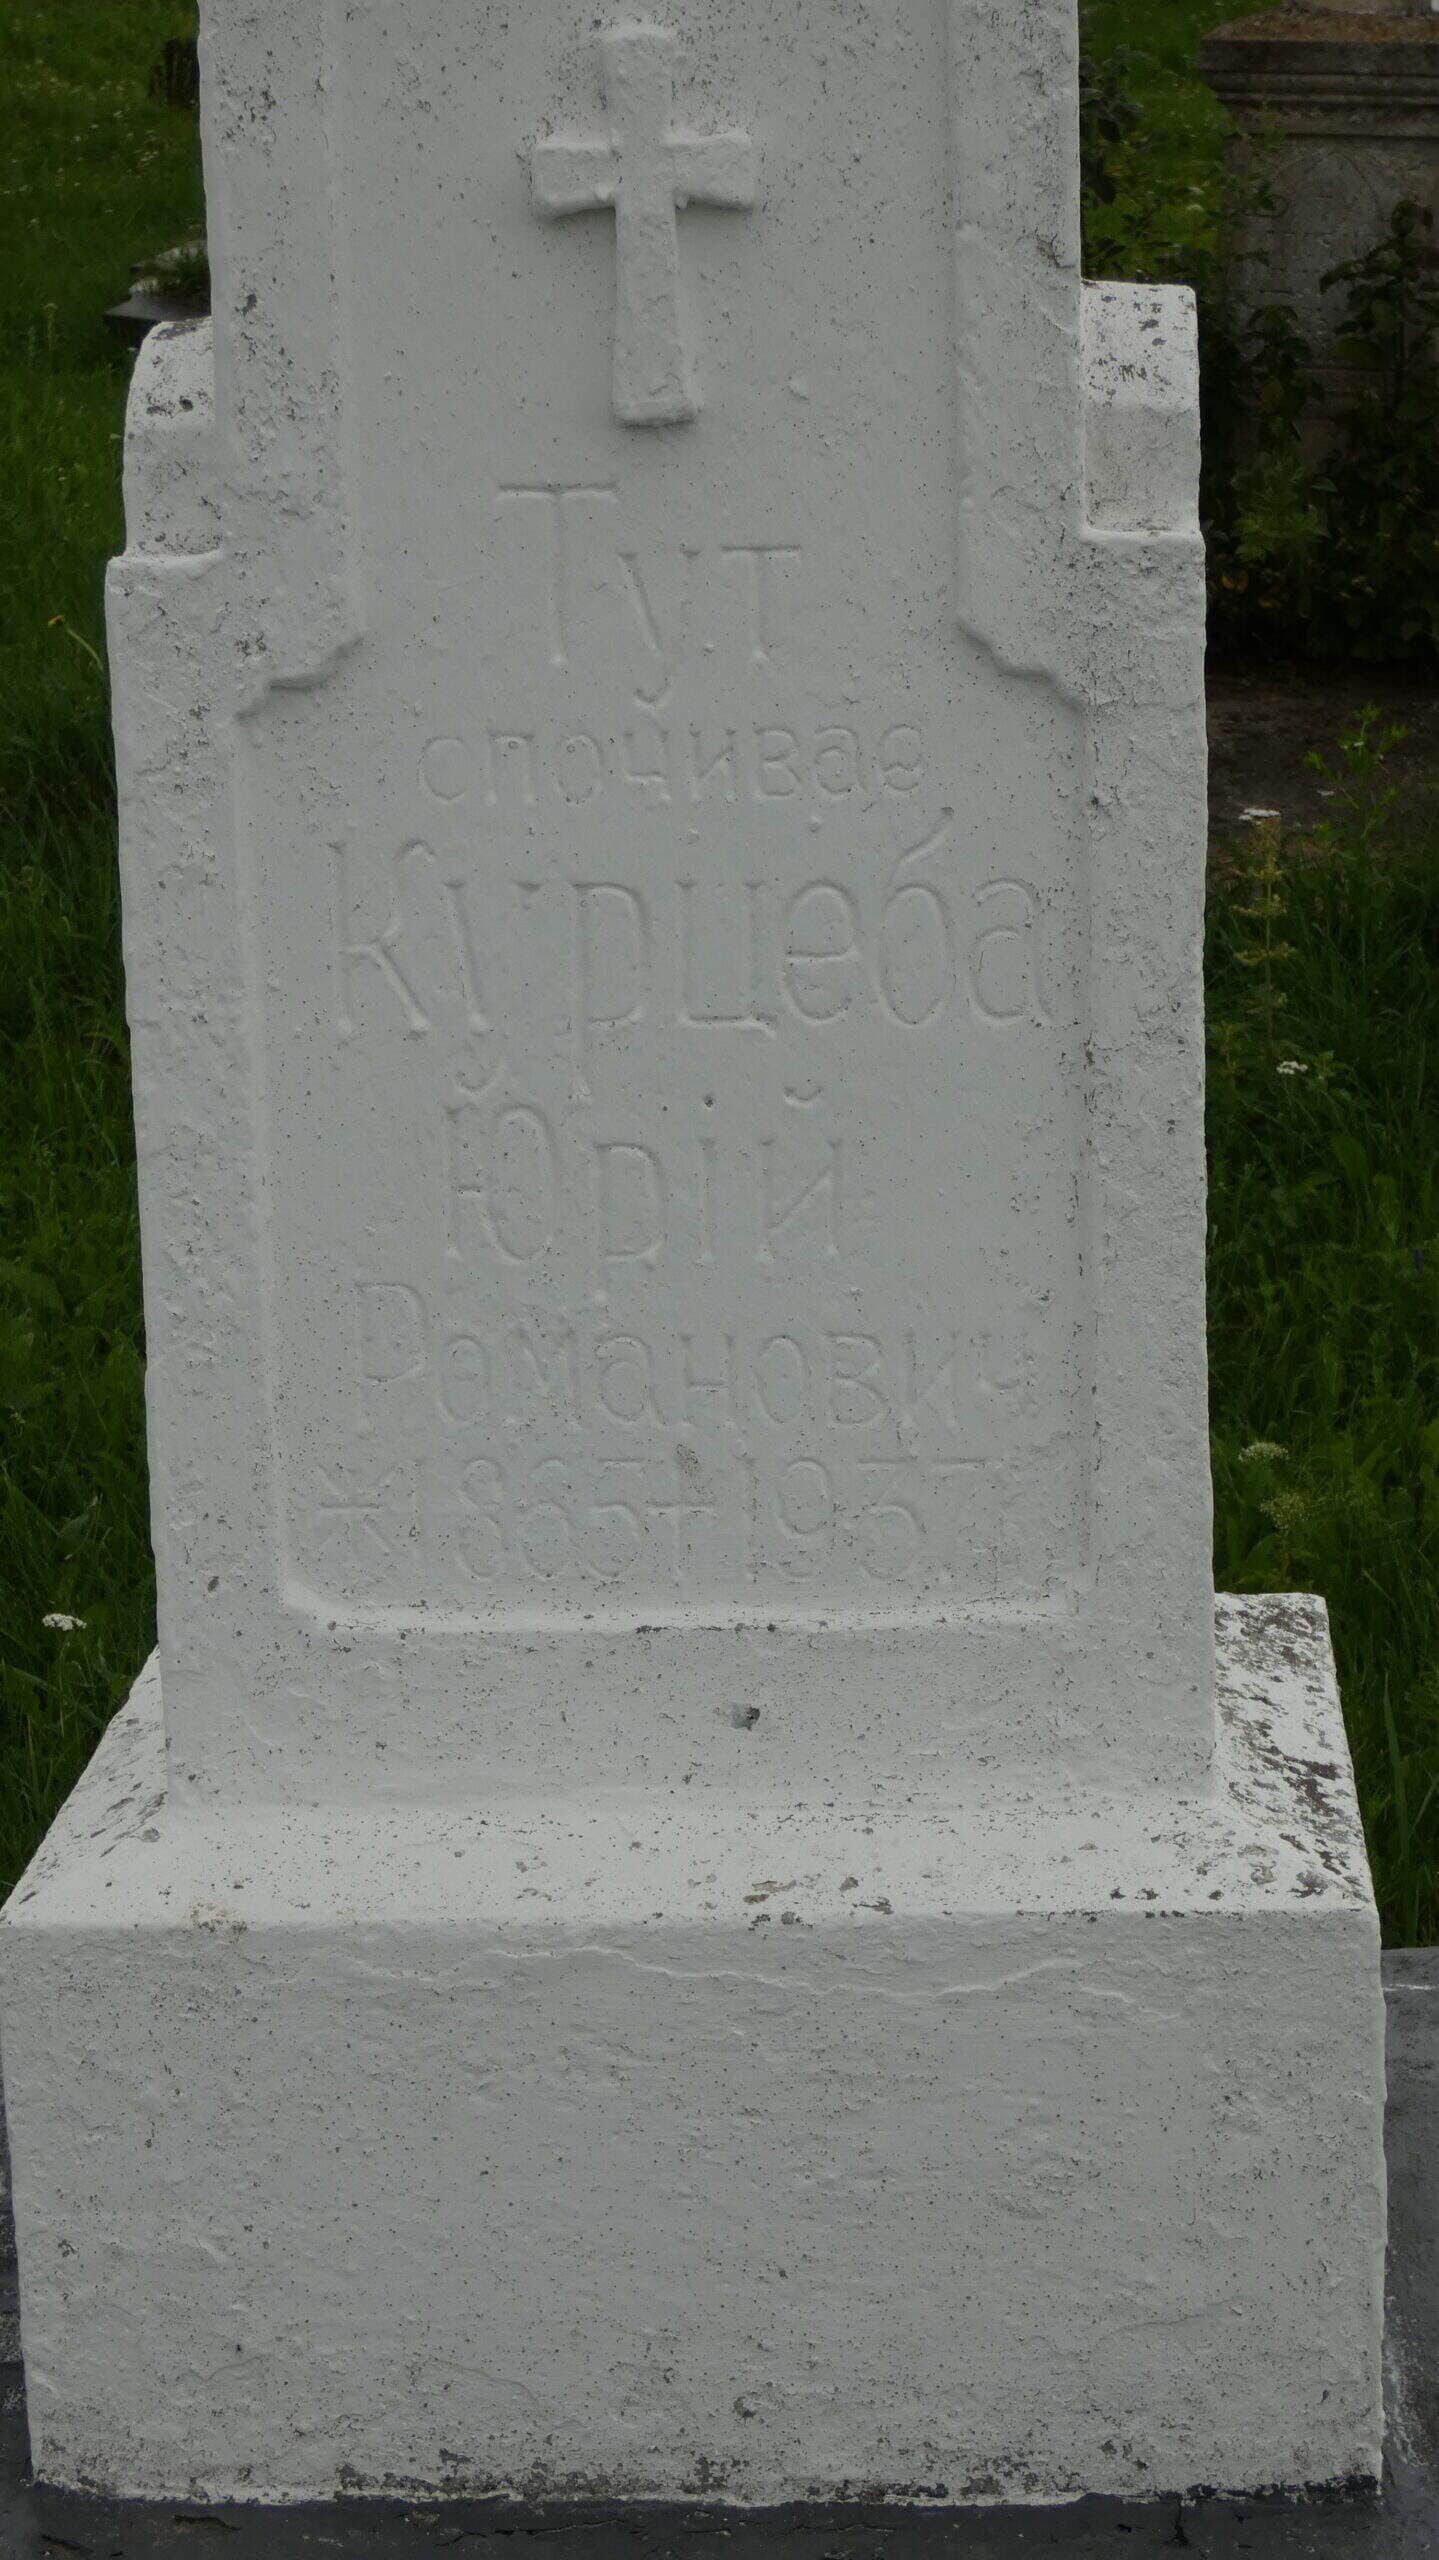 Тут
спочиває
Курцеба
Юрій
Романович
*1865†1937